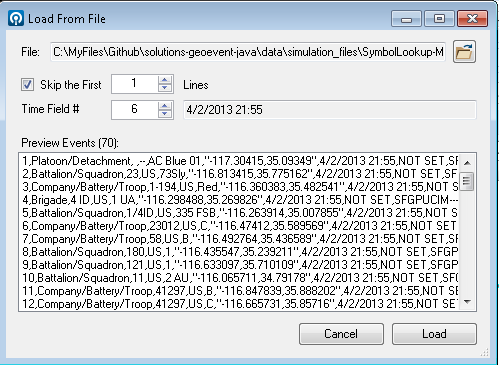 Load From File
File: C:\MyFiles\Github\solutions-geoevent-java\data\simulation_files\SymbolLookup-M
Skip the First 1 Lines
Time Field # 6 4/2/2013 21:55
Preview Events (70):
1,Platoon/Detachment, ,--,AC Blue 01,"-117.30415,35.09349",4/2/2013 21:55,NOT SET,SF
2,Battalion/Squadron,23,US,73Sly,"-116.813415,35.775162",4/2/2013 21:55,NOT SET,S
3,Company/Battery/Troop,1-194,US,Red,"-116.360383,35.482541",4/2/2013 21:55,NOT
4,Brigade,4 ID,US,1 UA,"-116.298488,35.269826",4/2/2013 21:55,NOT SET,SFGPUCIM---
5,Battalion/Squadron,1/4ID,US,335 FSB,"-116.263914,35.007855",4/2/2013 21:55,NOT
6,Company/Battery/Troop,23012,US,C,"-116.47412,35.589569",4/2/2013 21:55,NOT SE
7,Company/Battery/Troop,58,US,B,"-116.492764,35.436589",4/2/2013 21:55,NOT SET,S
8,Battalion/Squadron,180,US,1,"-116.435547,35.239211",4/2/2013 21:55,NOT SET,SFGP
9,Battalion/Squadron,121,US,1,"-116.633097,35.710109",4/2/2013 21:55,NOT SET,SFGP
10,Battalion/Squadron,11,US,2 AU,"-116.065711,34.79178",4/2/2013 21:55,NOT SET,SF
11,Company/Battery/Troop,41297,US,B,"-116.847839,35.888202",4/2/2013 21:55,NOT S
12,Company/Battery/Troop,41297,US,C,"-116.665731,35.85716",4/2/2013 21:55,NOT SE
Cancel Load